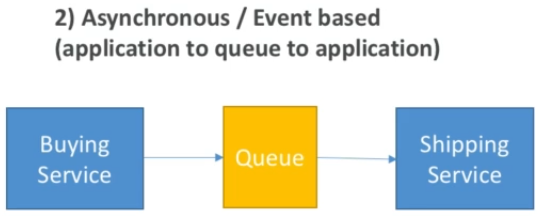 2) Asynchronous / Event based
(application to queue to application)
Buying
Service
Queue
Shipping
Service